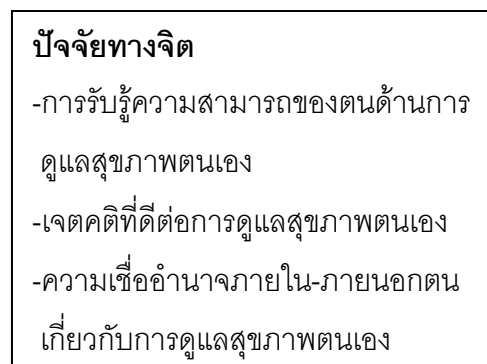 ปัจจัยทางจิต
-การรับรู้ความสามารถของตนด้านการ
ดูแลสุขภาพตนเอง
-เจตคติที่ดีต่อการดูแลสุขภาพตนเอง
-ความเชื่ออำนาจภายใน-ภายนอกตน
เกี่ยวกับการดูแลสุขภาพตนเอง